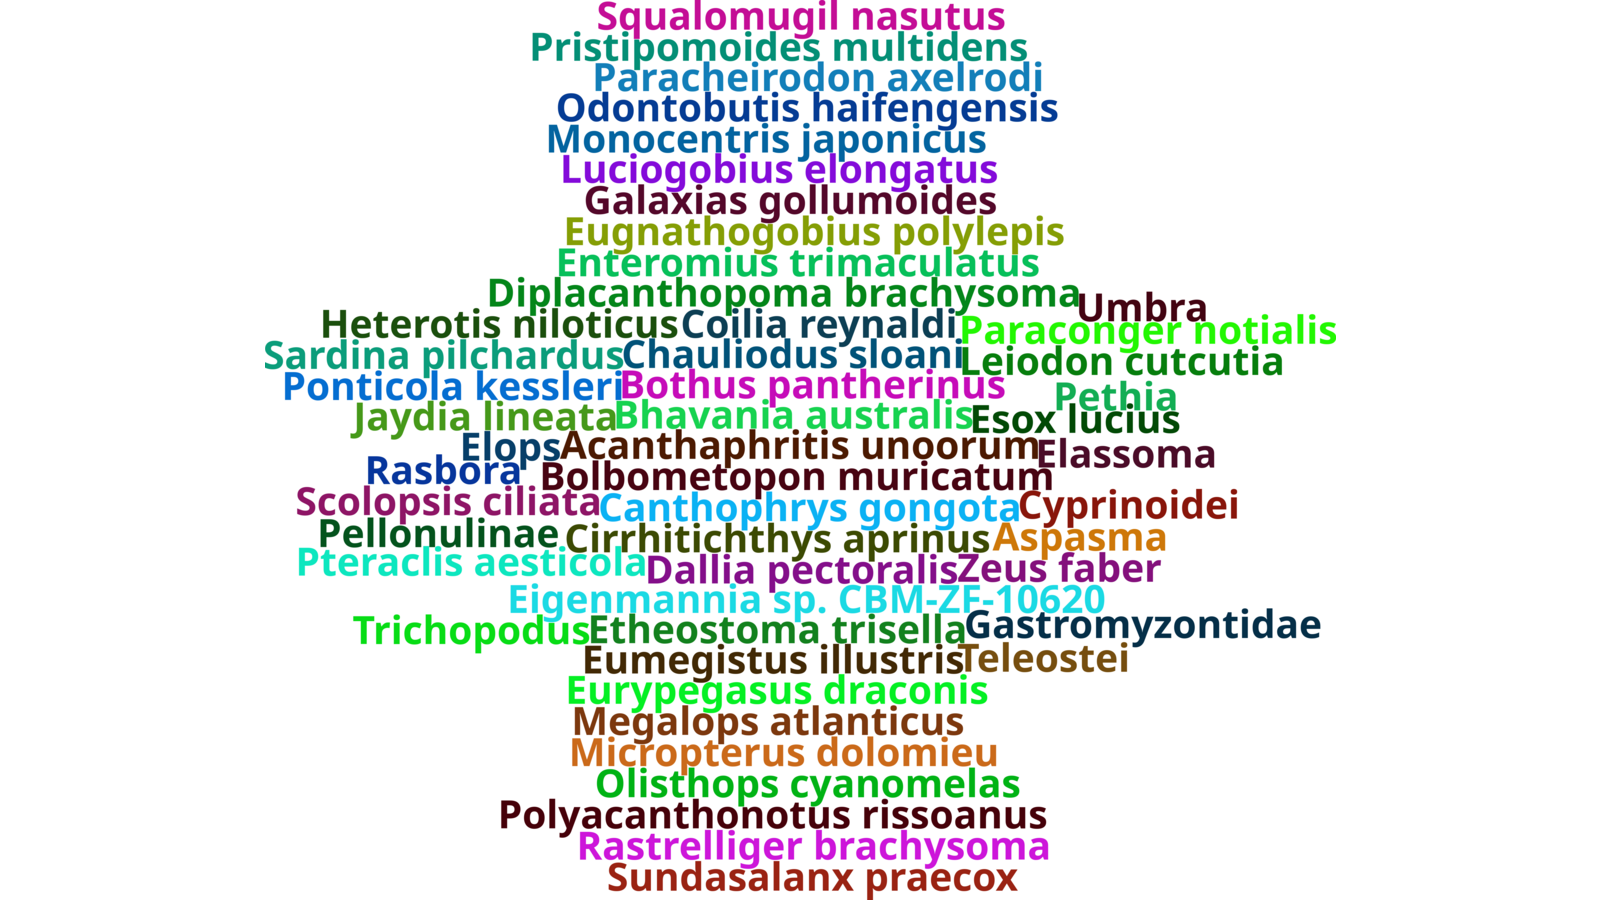 Squalomugil nasutus
Pristipomoides multidens
Paracheirodon axelrodi
Odontobutis haifengensis
Monocentris japonicus
Luciogobius elongatus
Galaxias gollumoides
Eugnathogobius polylepis
Enteromius trimaculatus
Diplacanthopoma brachysoma
Umbra
Heterotis niloticus
Coilia reynaldi
Paraconger notialis
Sardina pilchardus
Chauliodus sloani
Leiodon cutcutia
Ponticola kessleri
Bothus pantherinus
Pethia
Jaydia lineata
Bhavania australis
Esox lucius
Elops
Acanthaphritis unoorum
Elassoma
Rasbora
Bolbometopon muricatum
Scolopsis ciliata
Canthophrys gongota
Cyprinoidei
Pellonulinae
Cirrhitichthys aprinus
Aspasma
Pteraclis aesticola
Dallia pectoralis
Zeus faber
Eigenmannia sp. CBM-ZF-10620
Trichopodus
Etheostoma trisella
Gastromyzontidae
Eumegistus illustris
Teleostei
Eurypegasus draconis
Megalops atlanticus
Micropterus dolomieu
Olisthops cyanomelas
Polyacanthonotus rissoanus
Rastrelliger brachysoma
Sundasalanx praecox